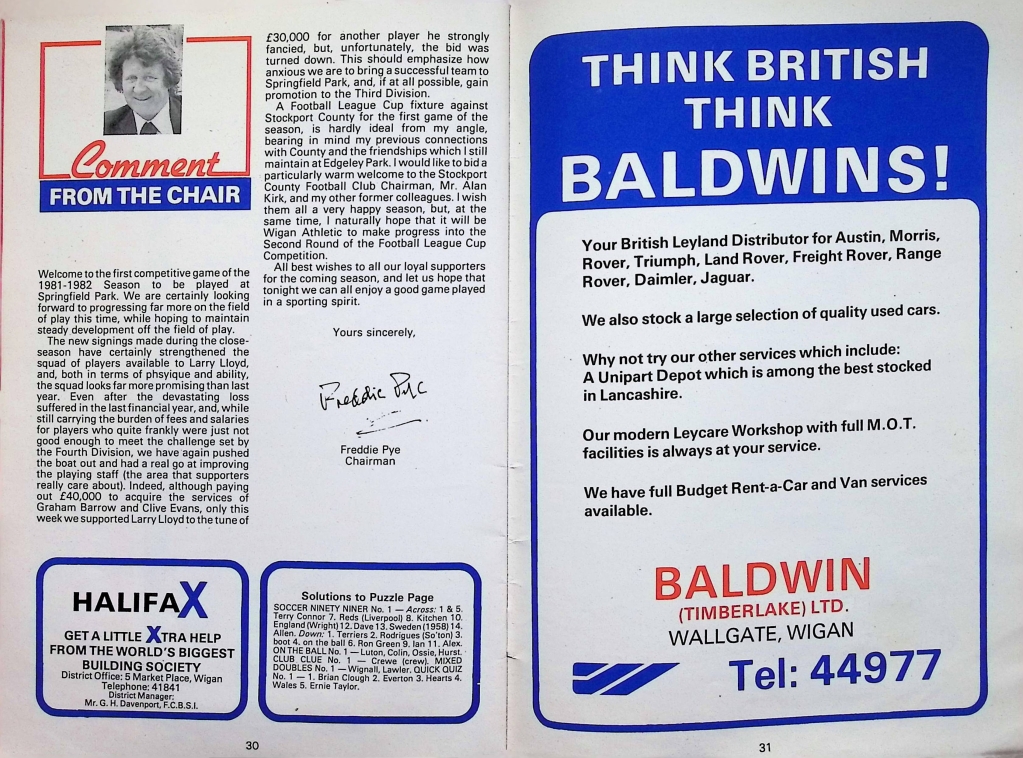 Comment
FROM THE CHAIR
Welcome to the first competitive game of the
1981-1982 Season to be played at
Springfield Park. We are certainly looking
forward to progressing far more on the field
of play this time, while hoping to maintain
steady development off the field of play.
The new signings made during the close-
season have certainly strengthened the
squad of players available to Larry Lloyd,
and, both in terms of phsyique and ability,
the squad looks far more promising than last
year. Even after the devastating loss
suffered in the last financial year, and, while
still carrying the burden of fees and salaries
for players who quite frankly were just not
good enough to meet the challenge set by
the Fourth Division, we have again pushed
the boat out and had a real go at improving
the playing staff (the area that supporters
really care about). Indeed, although paying
out £40,000 to acquire the services of
Graham Barrow and Clive Evans, only this
week we supported Larry Lloyd to the tune of
£30,000 for another player he strongly
fancied, but, unfortunately, the bid was
turned down. This should emphasize how
anxious we are to bring a successful team to
Springfield Park, and, if at all possible, gain
promotion to the Third Division.
A Football League Cup fixture against
Stockport County for the first game of the
season, is hardly ideal from my angle,
bearing in mind my previous connections
with County and the friendships which I still
maintain at Edgeley Park. I would like to bid a
particularly warm welcome to the Stockport
County Football Club Chairman, Mr. Alan
Kirk, and my other former colleagues. I wish
them all a very happy season, but, at the
same time, I naturally hope that it will be
Wigan Athletic to make progress into the
Second Round of the Football League Cup
Competition.
All best wishes to all our loyal supporters
for the coming season, and let us hope that
tonight we can all enjoy a good game played
in a sporting spirit.
Yours sincerely,
Freddie Pye
Freddie Pye
Chairman
HALIFAX
GET A LITTLE XTRA HELP
FROM THE WORLD'S BIGGEST
BUILDING SOCIETY
District Office: 5 Market Place, Wigan
Telephone: 41841
District Manager:
Mr. G. H. Davenport, F.C.B.S.I.
Solutions to Puzzle Page
SOCCER NINETY NINER No. 1 — Across: 1 & 5.
Terry Connor 7. Reds (Liverpool) 8. Kitchen 10.
England (Wright) 12. Dave 13. Sweden (1958) 14.
Allen. Down: 1. Terriers 2. Rodrigues (So'ton) 3.
boot 4. on the ball 6. Ron Green 9. Ian 11. Alex.
ON THE BALL No. 1 — Luton, Colin, Ossie, Hurst.
CLUB CLUE No. 1 — Crewe (crew). MIXED
DOUBLES No. 1 — Wignall, Lawler. QUICK QUIZ
No. 1 — 1. Brian Clough 2. Everton 3. Hearts 4.
Wales 5. Ernie Taylor.
30
THINK BRITISH
THINK
BALDWINS!
Your British Leyland Distributor for Austin, Morris,
Rover, Triumph, Land Rover, Freight Rover, Range
Rover, Daimler, Jaguar.
We also stock a large selection of quality used cars.
Why not try our other services which include:
A Unipart Depot which is among the best stocked
in Lancashire.
Our modern Leycare Workshop with full M.O.T.
facilities is always at your service.
We have full Budget Rent-a-Car and Van services
available.
BALDWIN
(TIMBERLAKE) LTD.
WALLGATE, WIGAN
Tel: 44977
31